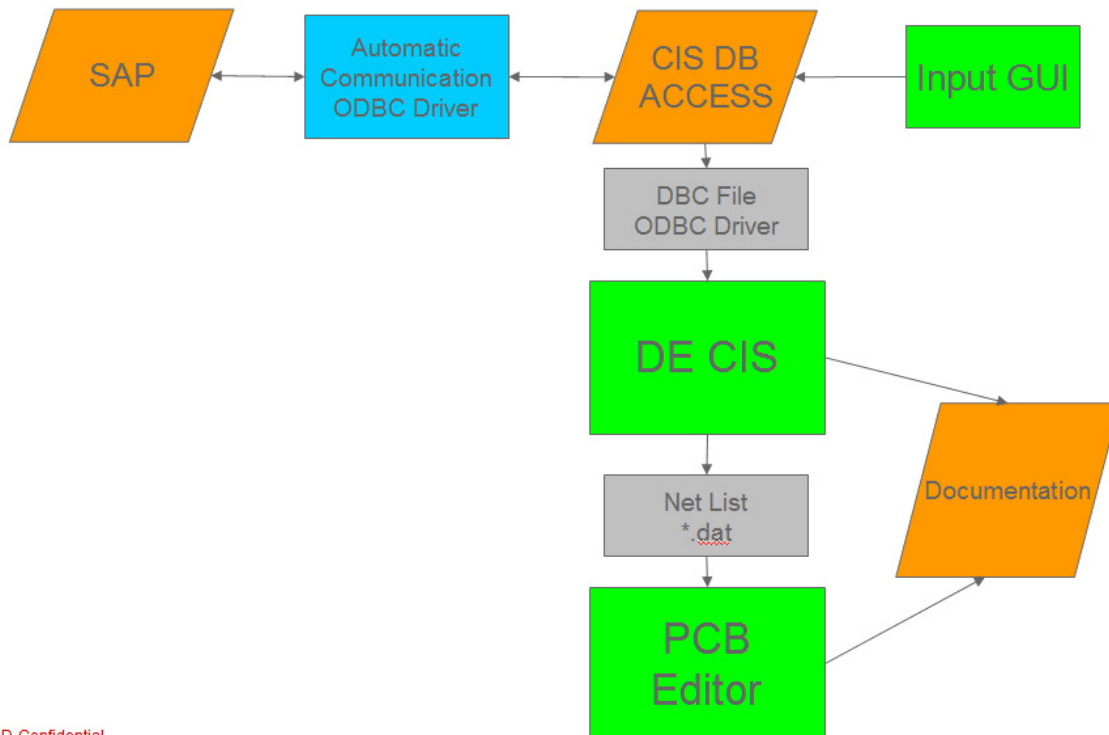 SAP
Automatic
Communication
ODBC Driver
CIS DB
ACCESS
Input GUI
DBC File
ODBC Driver
DE CIS
Documentation
Net List
*.dat
PCB
Editor
D Confidential